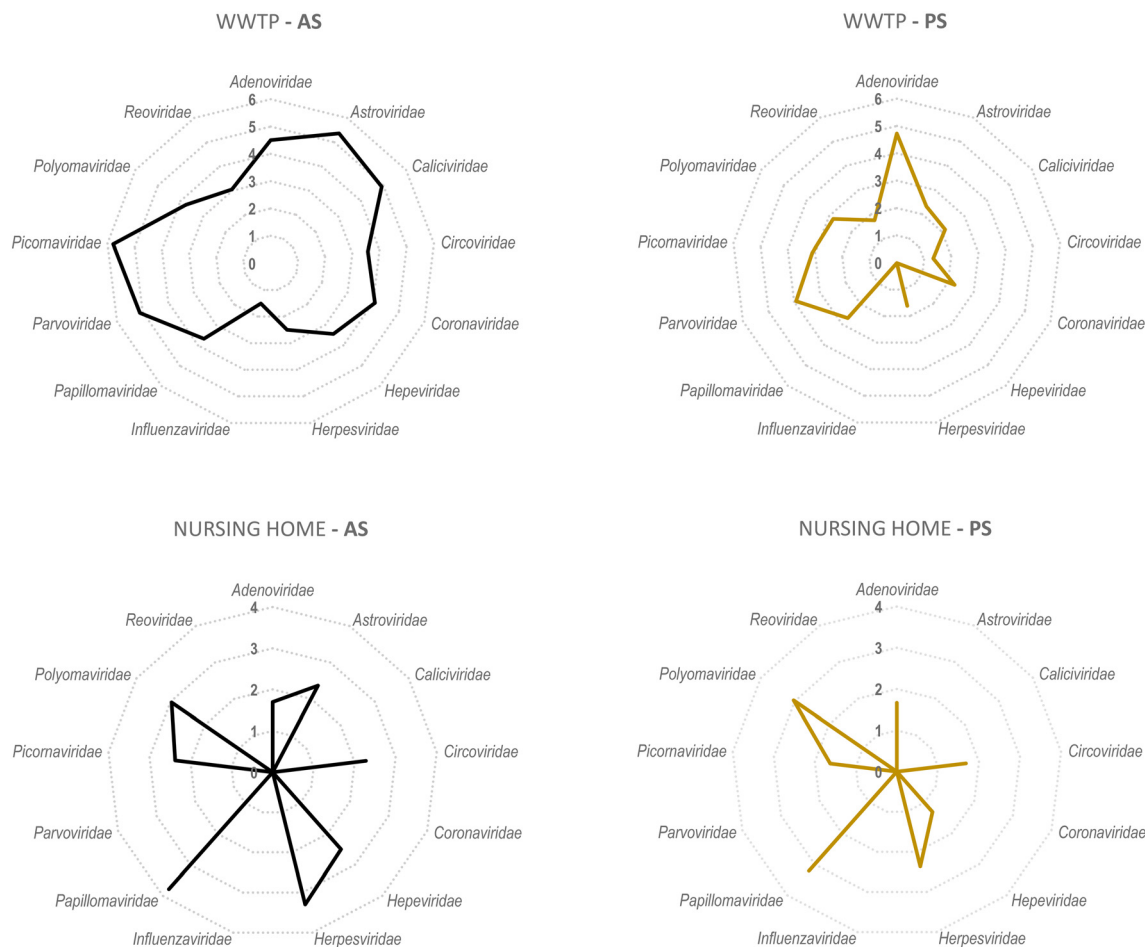 WWTP - AS
Adenoviridae
Astroviridae
Caliciviridae
Circoviridae
Coronaviridae
Hepeviridae
Herpesviridae
Influenzaviridae
Papillomaviridae
Parvoviridae
Picornaviridae
Polyomaviridae
Reoviridae
6
5
4
3
2
1
0
WWTP - PS
Adenoviridae
Astroviridae
Caliciviridae
Circoviridae
Coronaviridae
Hepeviridae
Herpesviridae
Influenzaviridae
Papillomaviridae
Parvoviridae
Picornaviridae
Polyomaviridae
Reoviridae
6
5
4
3
2
1
0
NURSING HOME - AS
Adenoviridae
Astroviridae
Caliciviridae
Circoviridae
Coronaviridae
Hepeviridae
Herpesviridae
Influenzaviridae
Papillomaviridae
Parvoviridae
Picornaviridae
Polyomaviridae
Reoviridae
4
3
2
1
0
NURSING HOME - PS
Adenoviridae
Astroviridae
Caliciviridae
Circoviridae
Coronaviridae
Hepeviridae
Herpesviridae
Influenzaviridae
Papillomaviridae
Parvoviridae
Picornaviridae
Polyomaviridae
Reoviridae
4
3
2
1
0